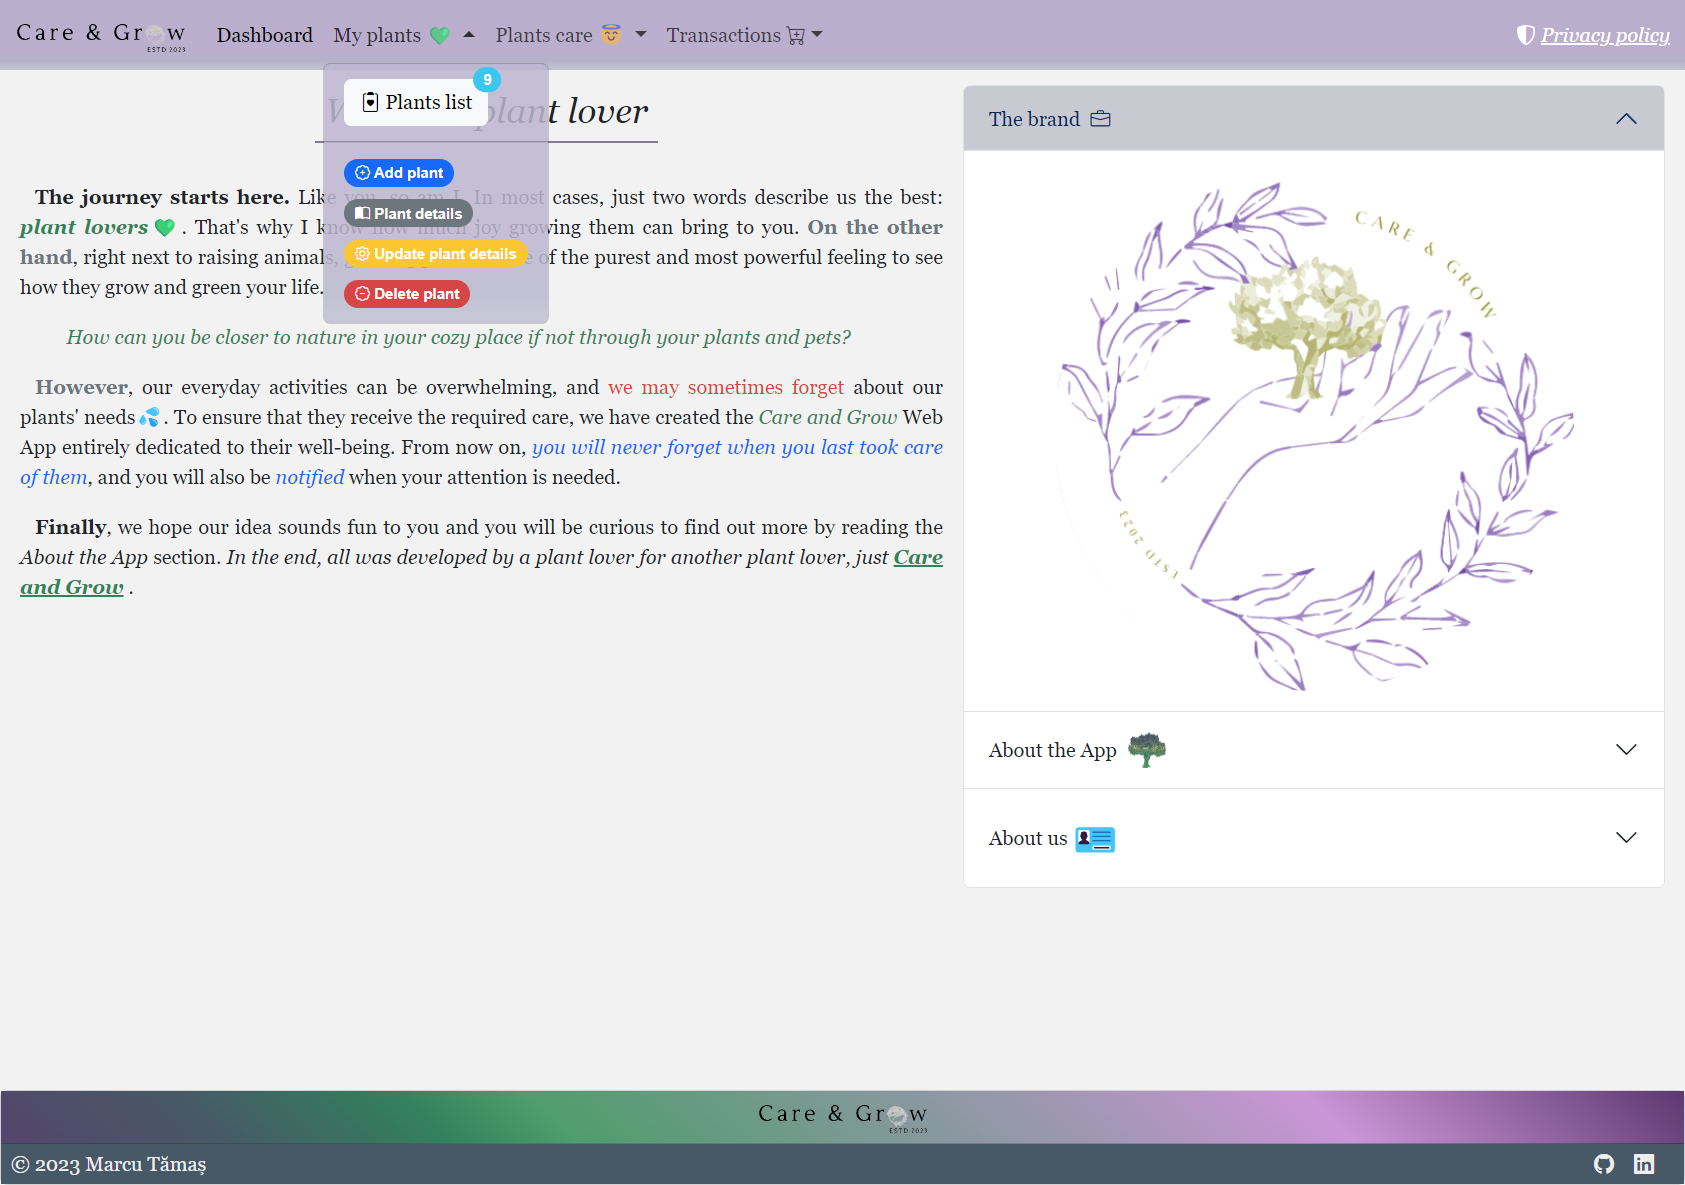 Care & Grow
ESTD 2023
Dashboard
My plants
Plants care
Transactions
Privacy policy
Plants list
9
plant lover
Add plant
Plant details
Update plant details
Delete plant
The journey starts here. Like you, so am I. In most cases, just two words describe us the best:
plant lovers 💚 . That's why I know how much joy growing them can bring to you. On the other
hand, right next to raising animals, of the purest and most powerful feeling to see
how they grow and green your life.
How can you be closer to nature in your cozy place if not through your plants and pets?
However, our everyday activities can be overwhelming, and we may sometimes forget about our
plants' needs💦 . To ensure that they receive the required care, we have created the Care and Grow Web
App entirely dedicated to their well-being. From now on, you will never forget when you last took care
of them, and you will also be notified when your attention is needed.
Finally, we hope our idea sounds fun to you and you will be curious to find out more by reading the
About the App section. In the end, all was developed by a plant lover for another plant lover, just Care
and Grow .
The brand
CARE & GROW
ESTD 2023
About the App
About us
Care & Grow
ESTD 2023
© 2023 Marcu Tămaș
in